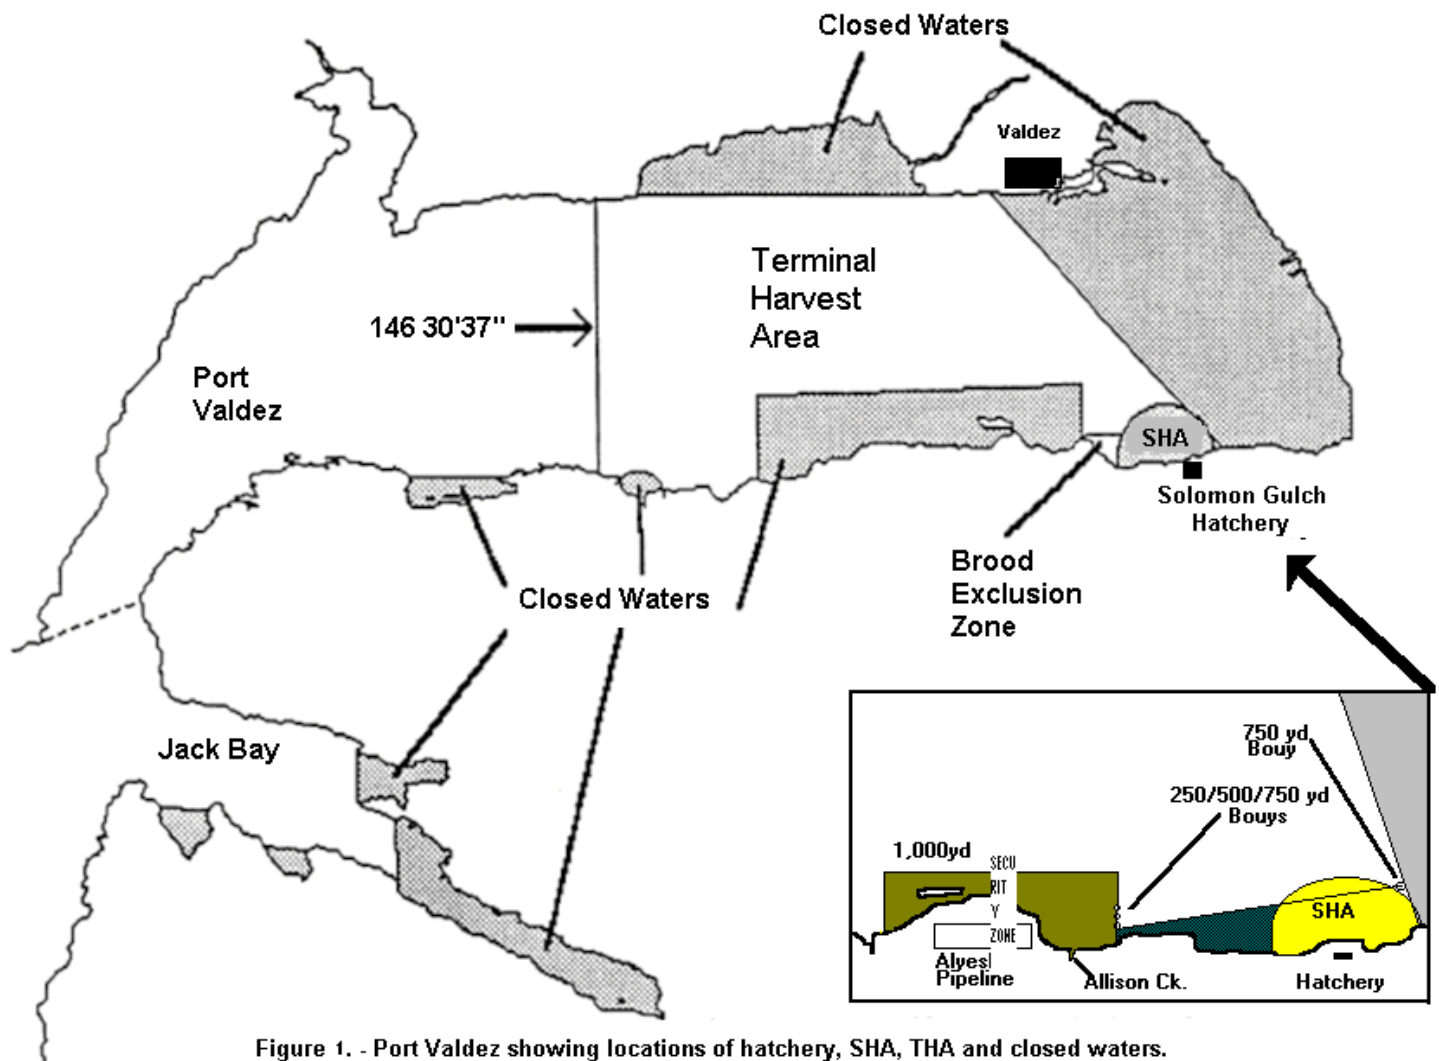 Closed Waters
Valdez
Terminal
Harvest
Area
146 30'37"
Port
Valdez
SHA
Solomon Gulch
Hatchery
Brood
Exclusion
Zone
Closed Waters
Jack Bay
750 yd
Bouy
250/500/750 yd
Bouys
1,000yd
SECU
RIT
Y
ZONE
SHA
Alyes
Pipeline
Allison Ck.
Hatchery
Figure 1. - Port Valdez showing locations of hatchery, SHA, THA and closed waters.